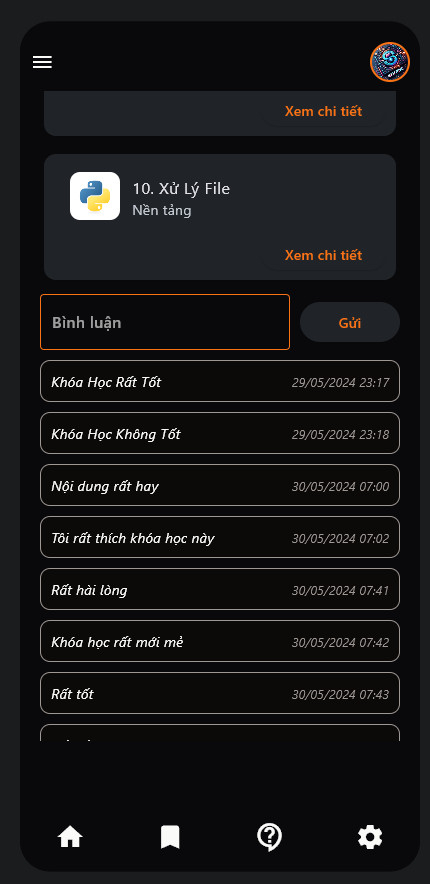 Xem chi tiết
10. Xử Lý File
Nền tảng
Xem chi tiết
Bình luận
Gửi
Khóa Học Rất Tốt 29/05/2024 23:17
Khóa Học Không Tốt 29/05/2024 23:18
Nội dung rất hay 30/05/2024 07:00
Tôi rất thích khóa học này 30/05/2024 07:02
Rất hài lòng 30/05/2024 07:41
Khóa học rất mới mẻ 30/05/2024 07:42
Rất tốt 30/05/2024 07:43